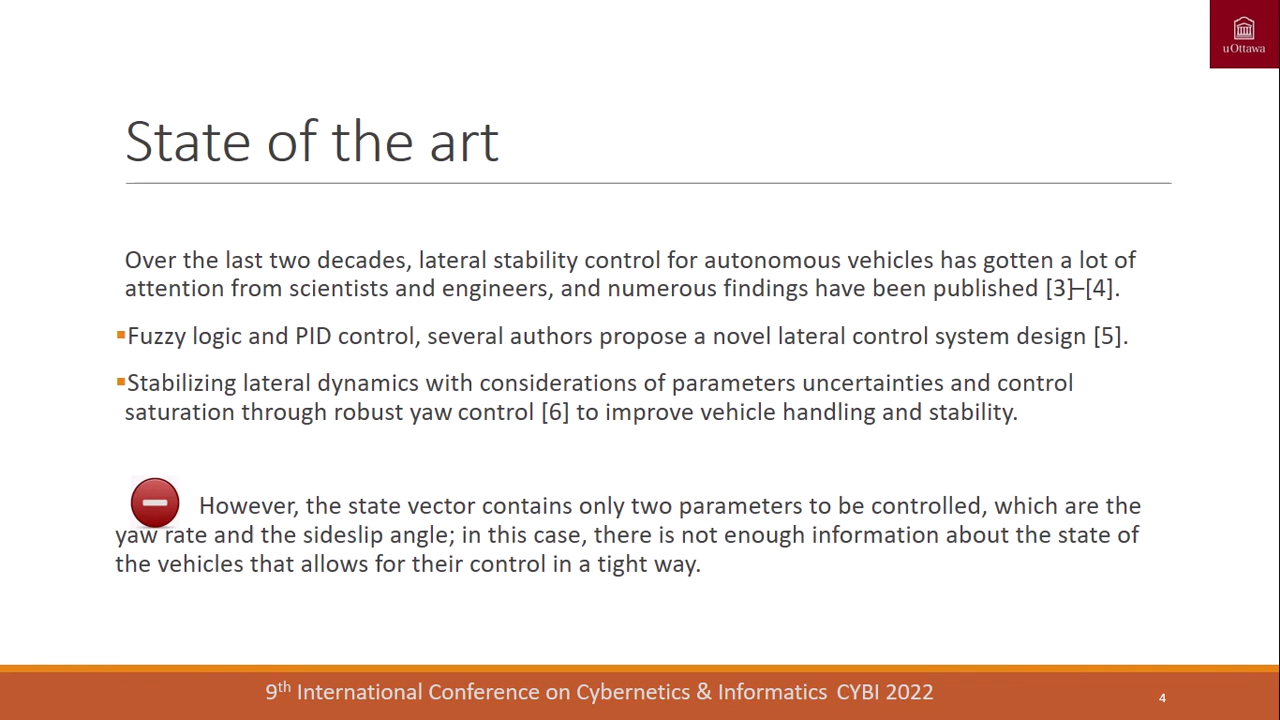 uOttawa
State of the art
Over the last two decades, lateral stability control for autonomous vehicles has gotten a lot of
attention from scientists and engineers, and numerous findings have been published [3]–[4].
▪Fuzzy logic and PID control, several authors propose a novel lateral control system design [5].
▪Stabilizing lateral dynamics with considerations of parameters uncertainties and control
saturation through robust yaw control [6] to improve vehicle handling and stability.
However, the state vector contains only two parameters to be controlled, which are the
yaw rate and the sideslip angle; in this case, there is not enough information about the state of
the vehicles that allows for their control in a tight way.
9th International Conference on Cybernetics & Informatics CYBI 2022
4